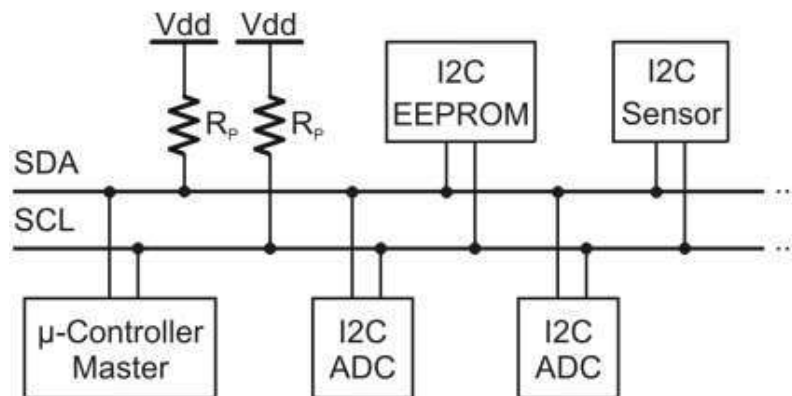 Vdd Vdd
I2C
EEPROM
I2C
Sensor
R_P
R_P
SDA
SCL
µ-Controller
Master
I2C
ADC
I2C
ADC